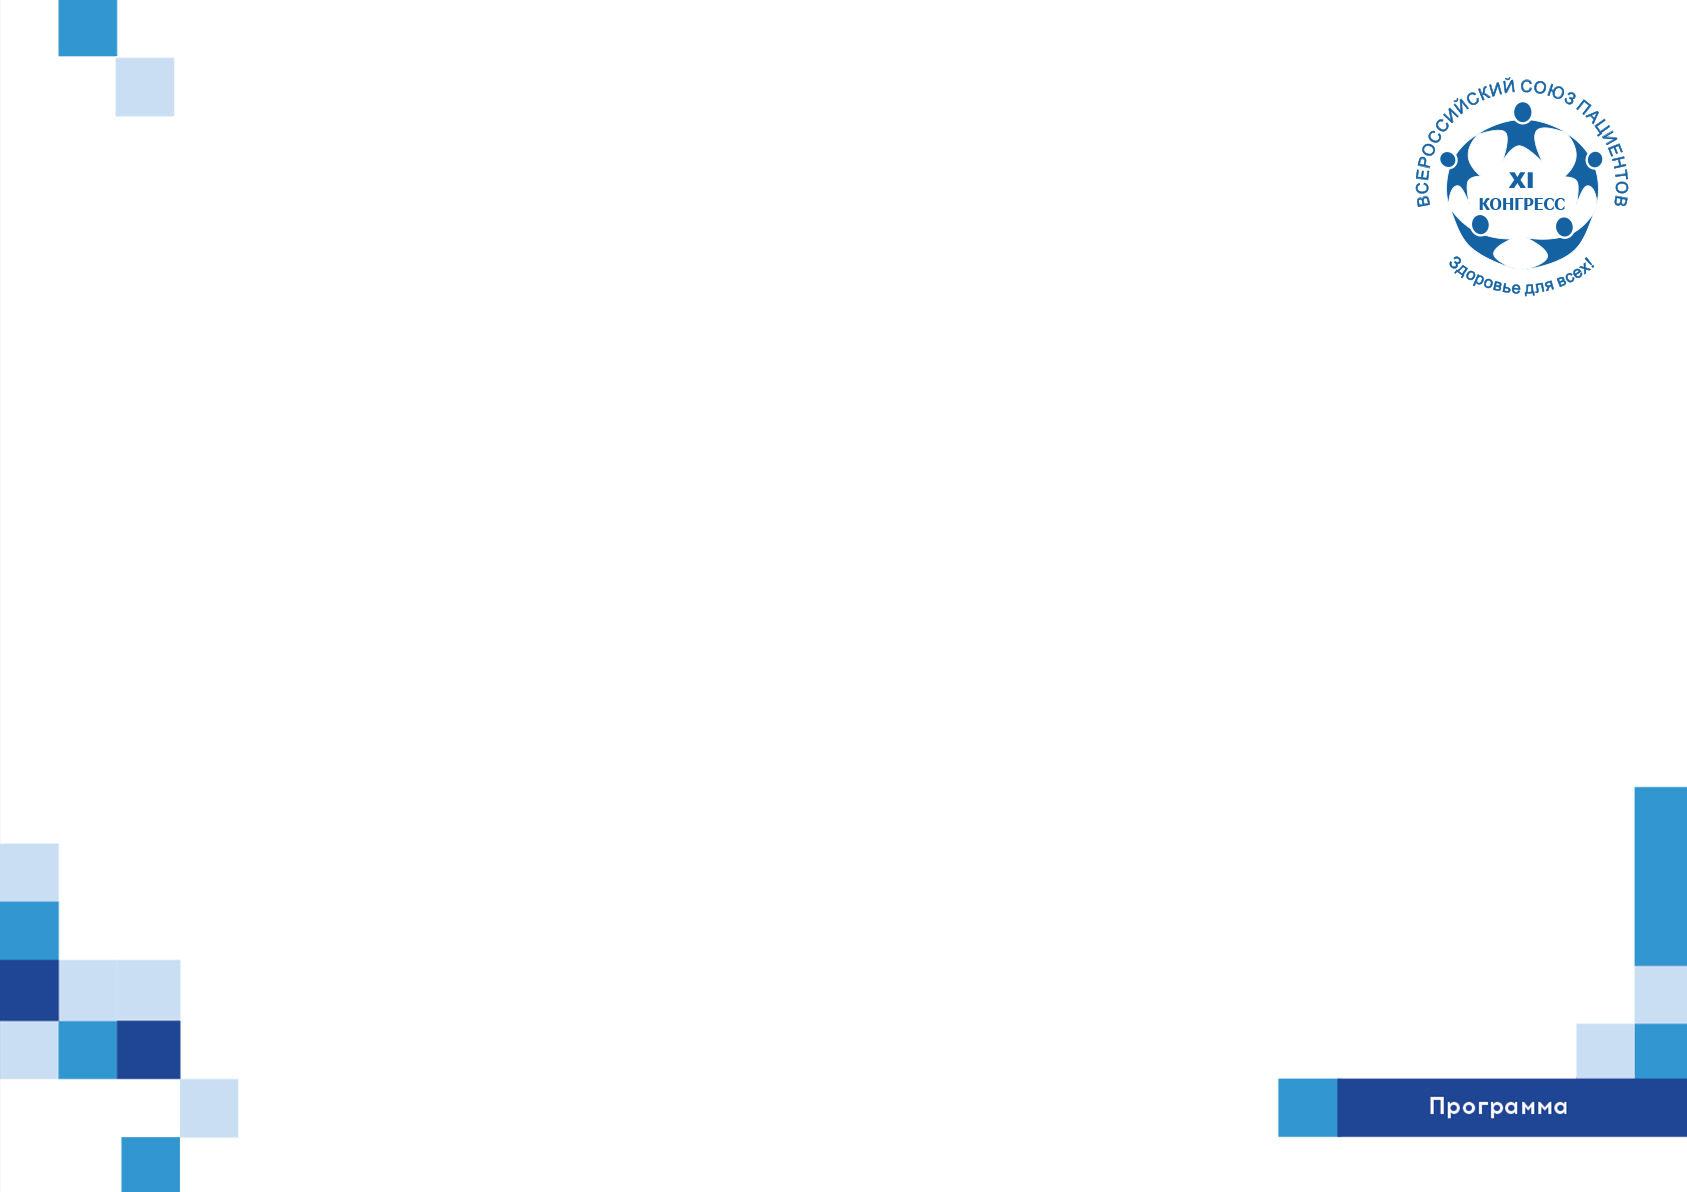 ВСЕРОССИЙСКИЙ СОЮЗ ПАЦИЕНТОВ
XI
КОНГРЕСС
Здоровье для всех!
Программа